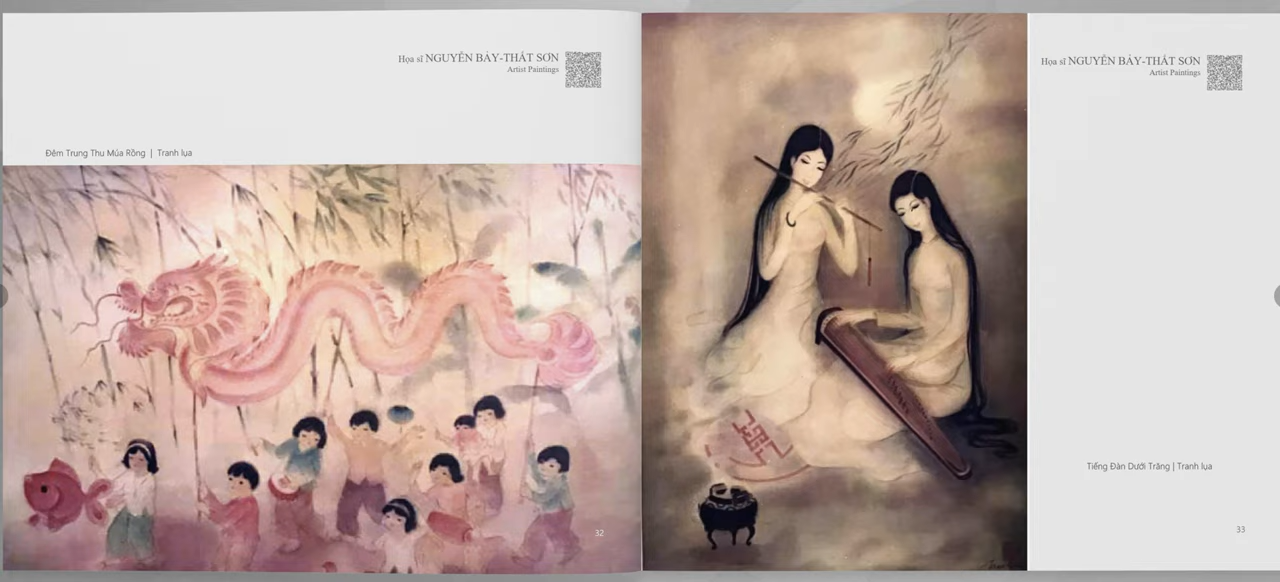 Họa sĩ NGUYỄN BẢY-THẤT SƠN
Artist Paintings
Đêm Trung Thu Múa Rồng | Tranh lụa
32
Họa sĩ NGUYỄN BẢY-THẤT SƠN
Artist Paintings
Tiếng Đàn Dưới Trăng | Tranh lụa
33